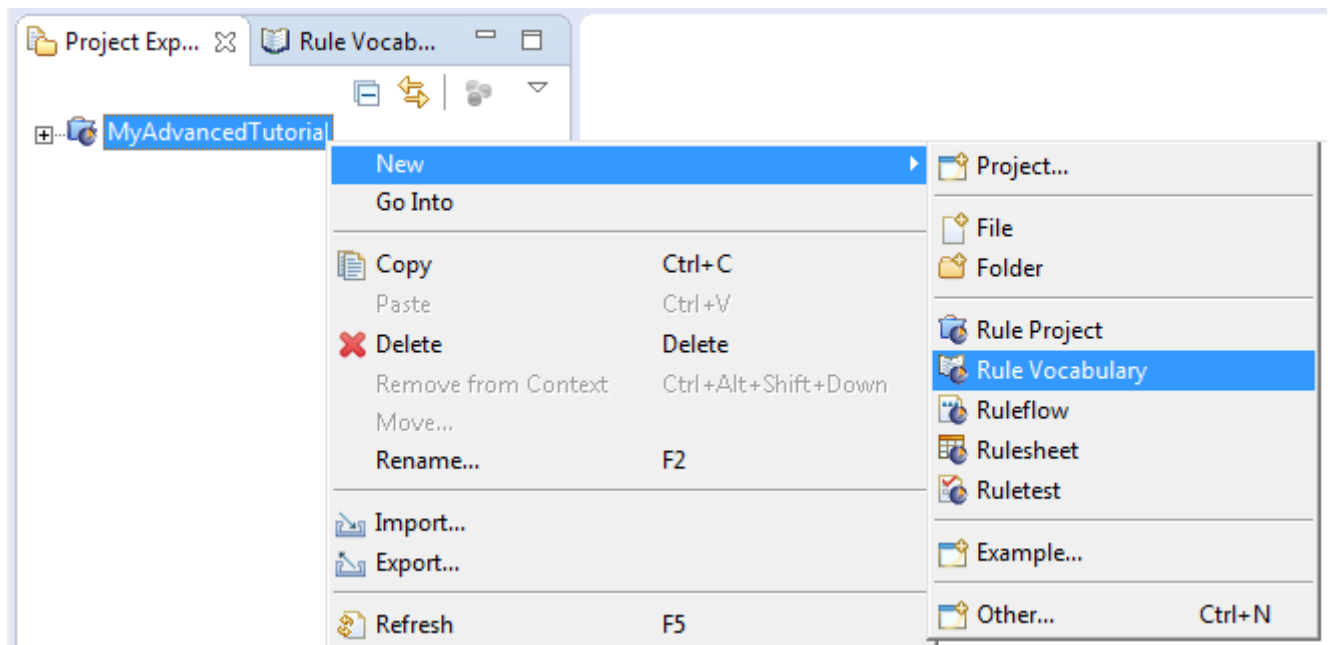 Project Exp...
Rule Vocab...
MyAdvancedTutorial
New
Go Into
Copy Ctrl+C
Paste Ctrl+V
Delete Delete
Remove from Context Ctrl+Alt+Shift+Down
Move...
Rename... F2
Import...
Export...
Refresh F5
Project...
File
Folder
Rule Project
Rule Vocabulary
Ruleflow
Rulesheet
Ruletest
Example...
Other... Ctrl+N